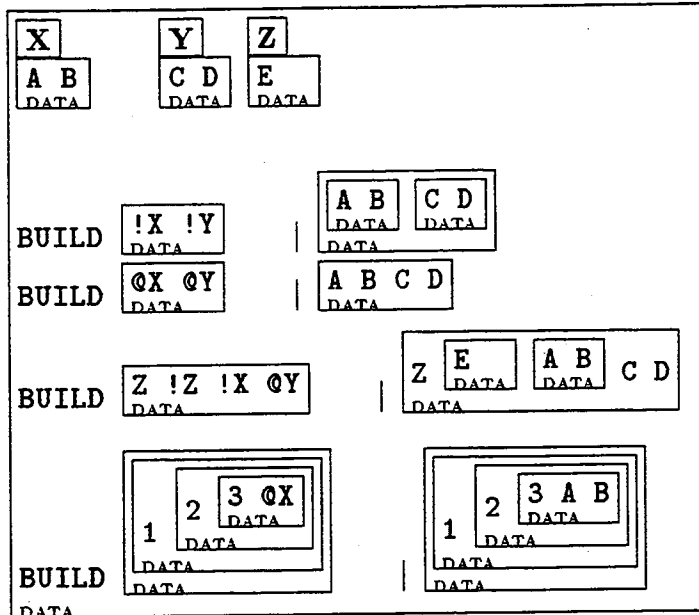 X Y Z
A B C D E
DATA DATA DATA
A B C D
!X !Y DATA DATA
BUILD DATA | DATA
@X @Y A B C D
BUILD DATA | DATA
E A B
Z !Z !X @Y Z DATA DATA C D
BUILD DATA | DATA
3 @X 3 A B
2 DATA 2 DATA
1 DATA 1 DATA
DATA DATA
BUILD DATA | DATA
DATA